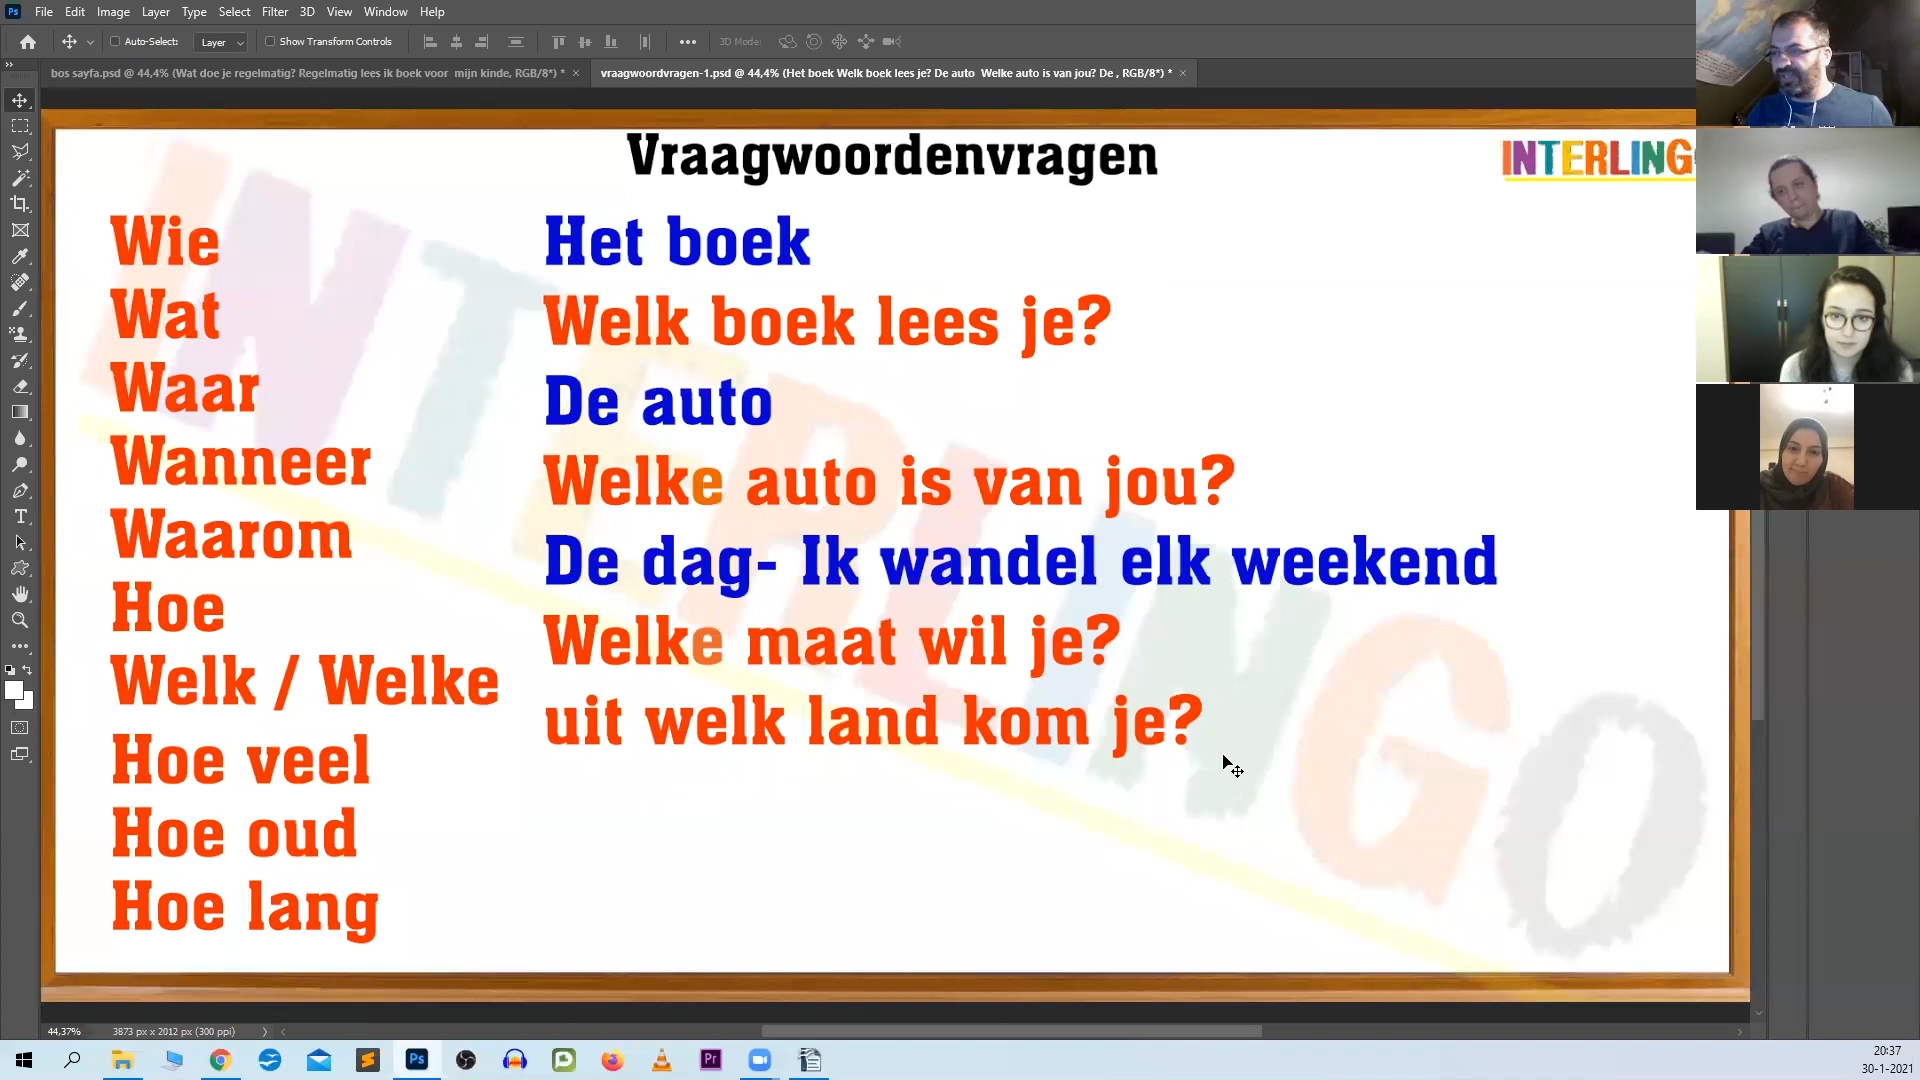 Ps File Edit Image Layer Type Select Filter 3D View Window Help
Auto-Select: Layer Show Transform Controls 3D Mode:
bos sayfa.psd @ 44,4% (Wat doe je regelmatig? Regelmatig lees ik boek voor mijn kinde, RGB/8*) * ×
vraagwoordvragen-1.psd @ 44,4% (Het boek Welk boek lees je? De auto Welke auto is van jou? De , RGB/8*) * ×
Vraagwoordenvragen
INTERLING
Wie
Wat
Waar
Wanneer
Waarom
Hoe
Welk / Welke
Hoe veel
Hoe oud
Hoe lang
Het boek
Welk boek lees je?
De auto
Welke auto is van jou?
De dag- Ik wandel elk weekend
Welke maat wil je?
uit welk land kom je?
INTERLINGO
44,37% 3873 px x 2012 px (300 ppi)
Ps Pr
20:37
30-1-2021